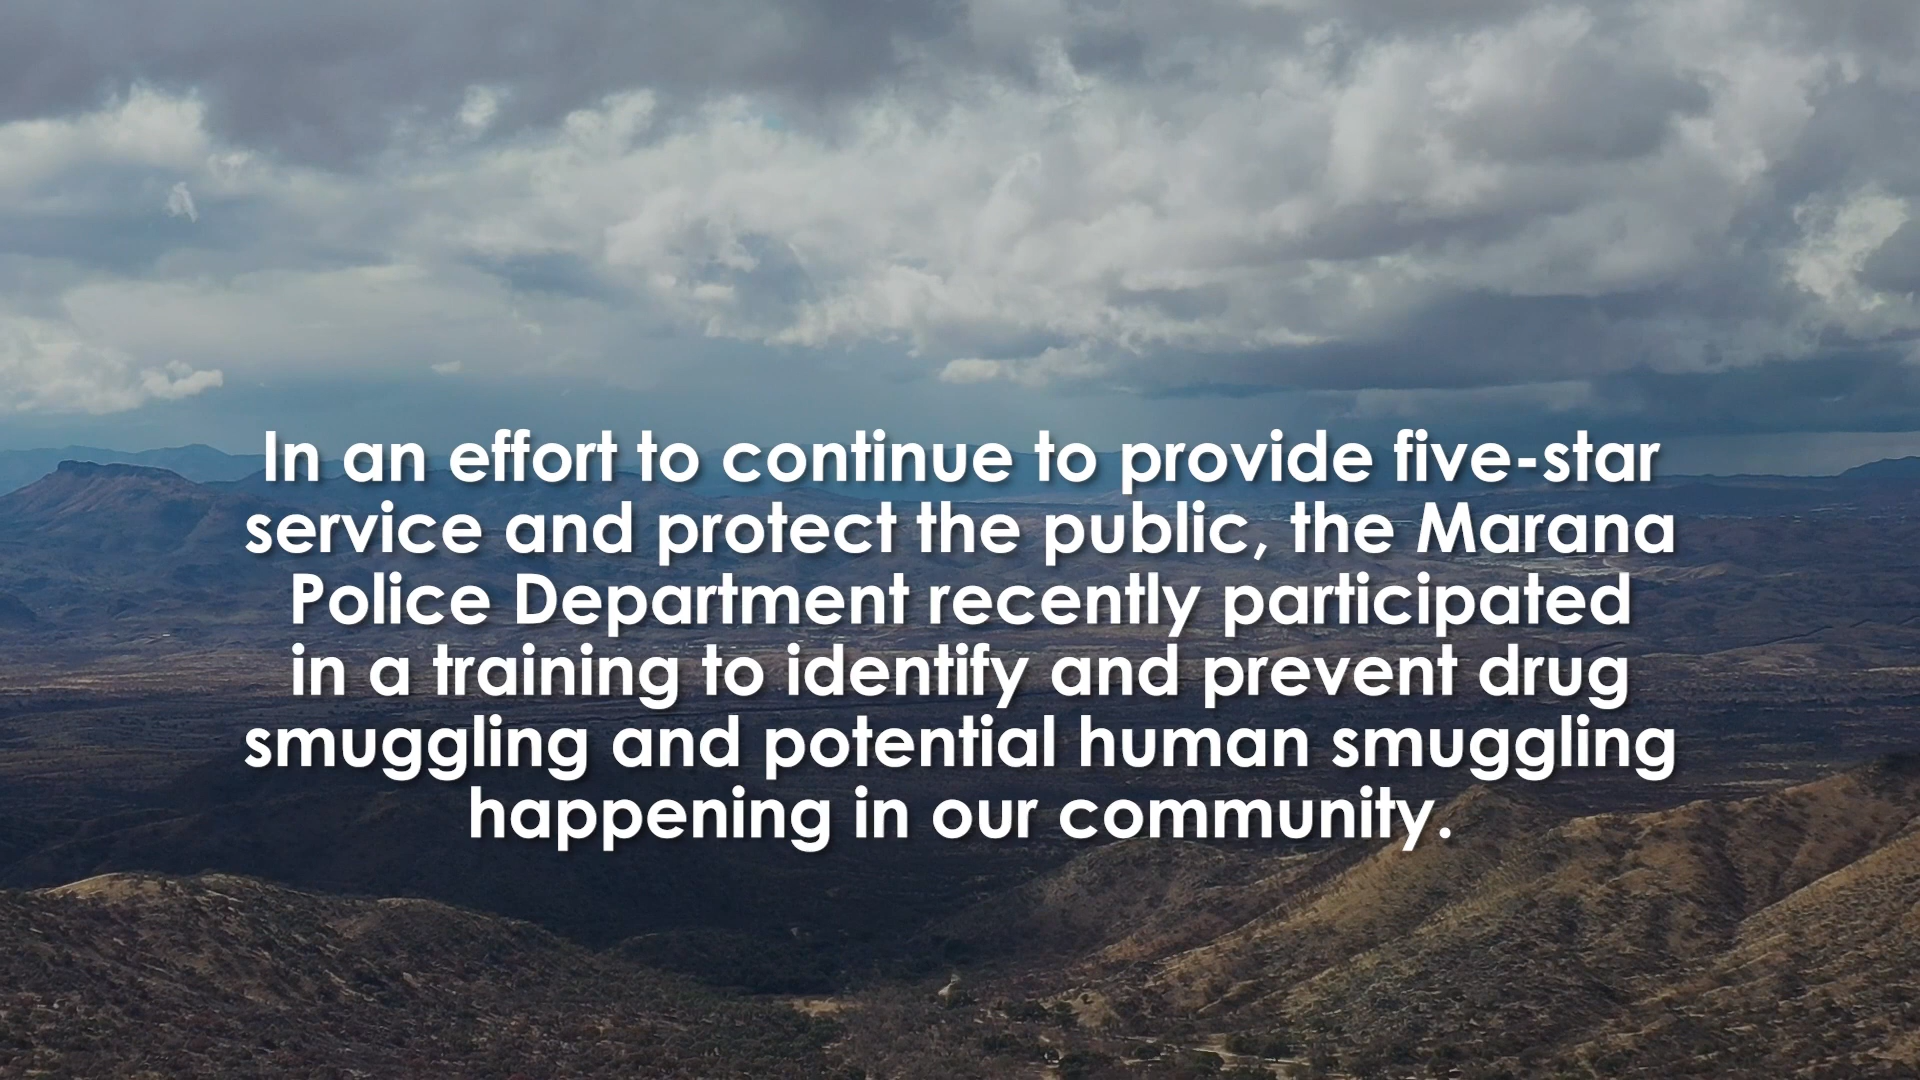 In an effort to continue to provide five-star
service and protect the public, the Marana
Police Department recently participated
in a training to identify and prevent drug
smuggling and potential human smuggling
happening in our community.